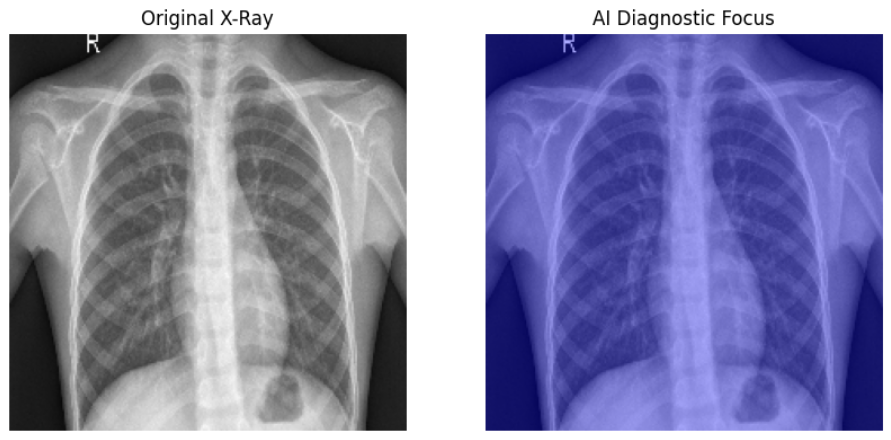 Original X-Ray
AI Diagnostic Focus
R
R